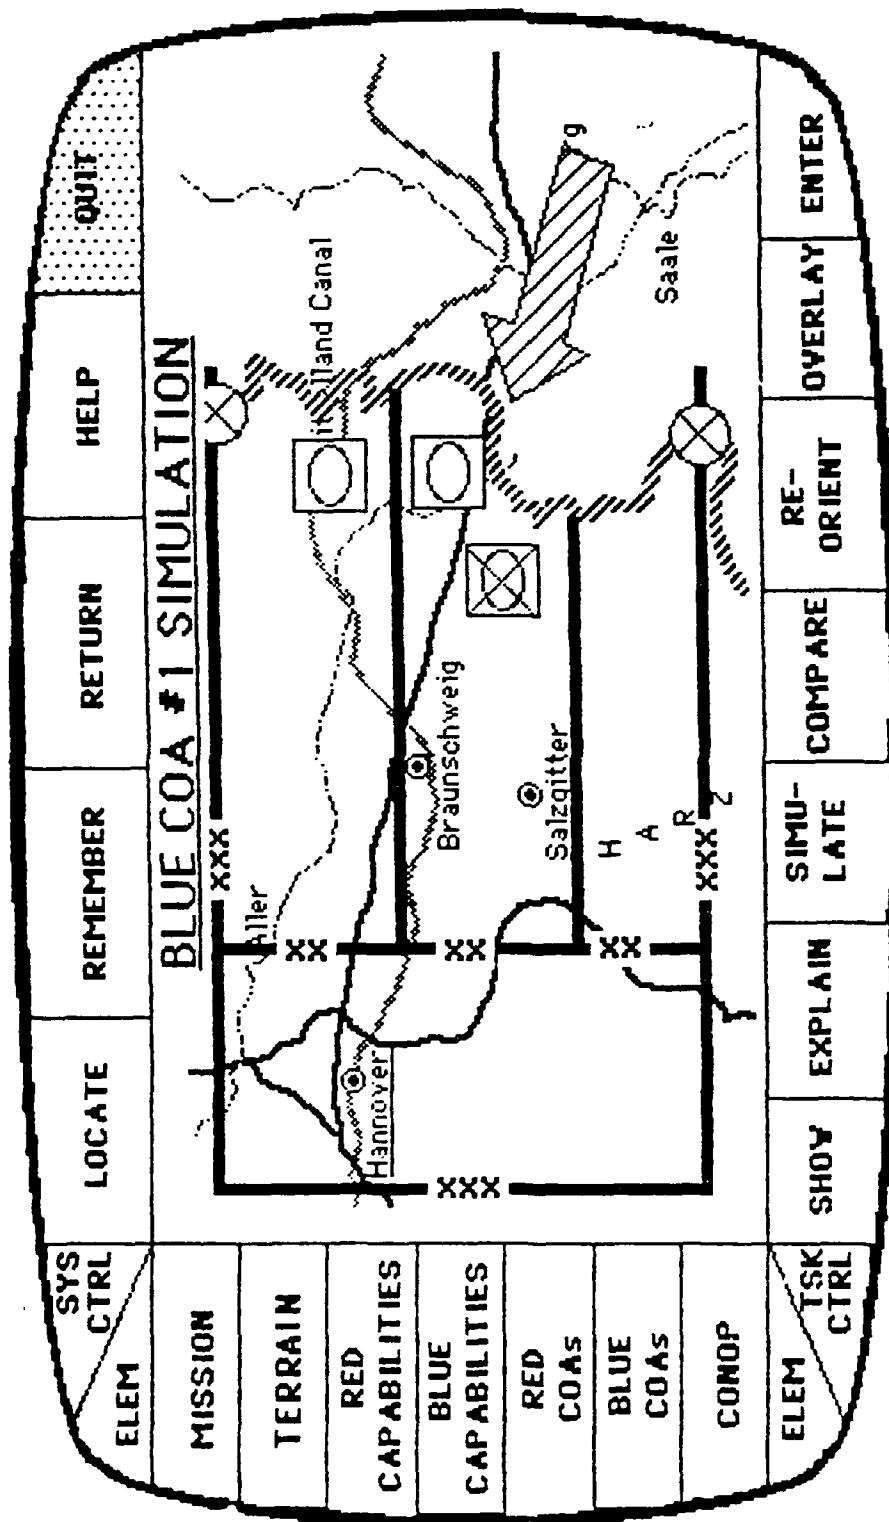 SYS
CTRL
ELEM
LOCATE
REMEMBER
RETURN
HELP
QUIT
BLUE COA #1 SIMULATION
MISSION
TERRAIN
RED
CAPABILITIES
BLUE
CAPABILITIES
RED
COAs
BLUE
COAs
CONOP
XXX
Aller
XX
lland Canal
Hannover
XXX
XX
Braunschweig
Salzgitter
g
XX
H A R Z
Saale
XXX
ELEM
TSK
CTRL
SHOW
EXPLAIN
SIMU-
LATE
COMPARE
RE-
ORIENT
OVERLAY
ENTER